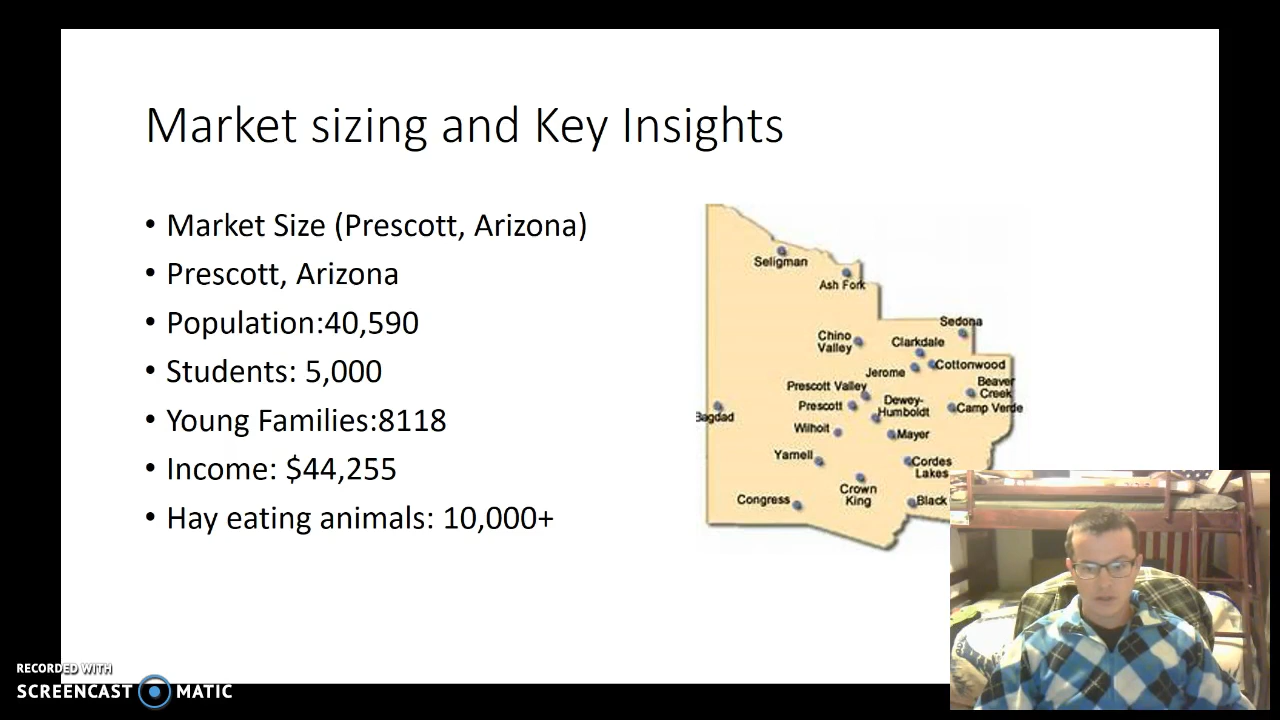 Market sizing and Key Insights
• Market Size (Prescott, Arizona)
• Prescott, Arizona
• Population:40,590
• Students: 5,000
• Young Families:8118
• Income: $44,255
• Hay eating animals: 10,000+
Seligman
Ash Fork
Sedona
Chino
Valley
Clarkdale
Jerome
Cottonwood
Prescott Valley
Beaver
Creek
Prescott
Dewey-
Humboldt
Camp Verde
Bagdad
Wilhoit
Mayer
Yarnell
Cordes
Lakes
Crown
King
Congress
Black
RECORDED WITH
SCREENCAST MATIC